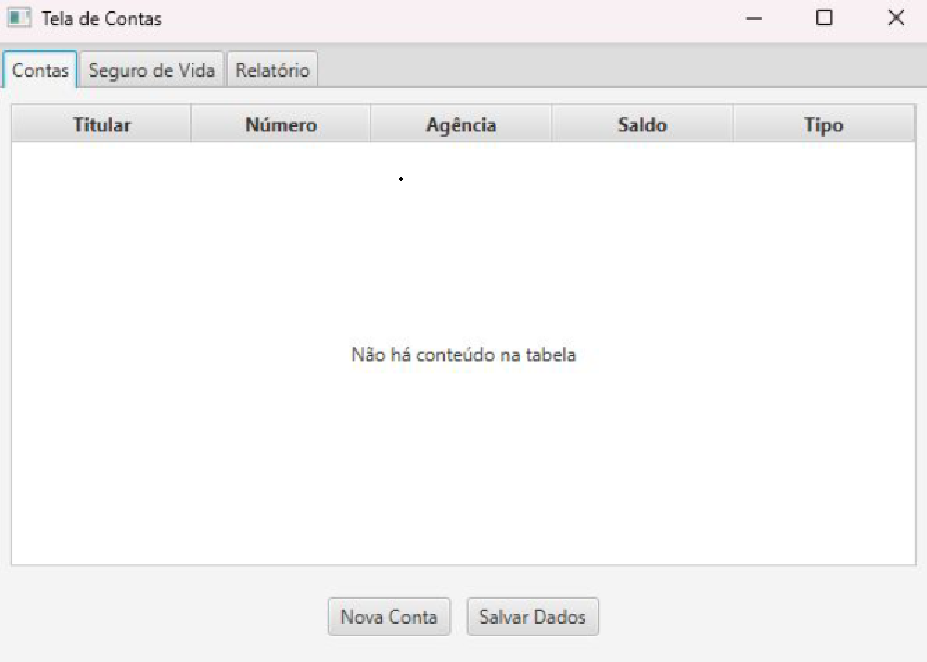 Tela de Contas
Contas Seguro de Vida Relatório
Titular Número Agência Saldo Tipo
Não há conteúdo na tabela
Nova Conta Salvar Dados